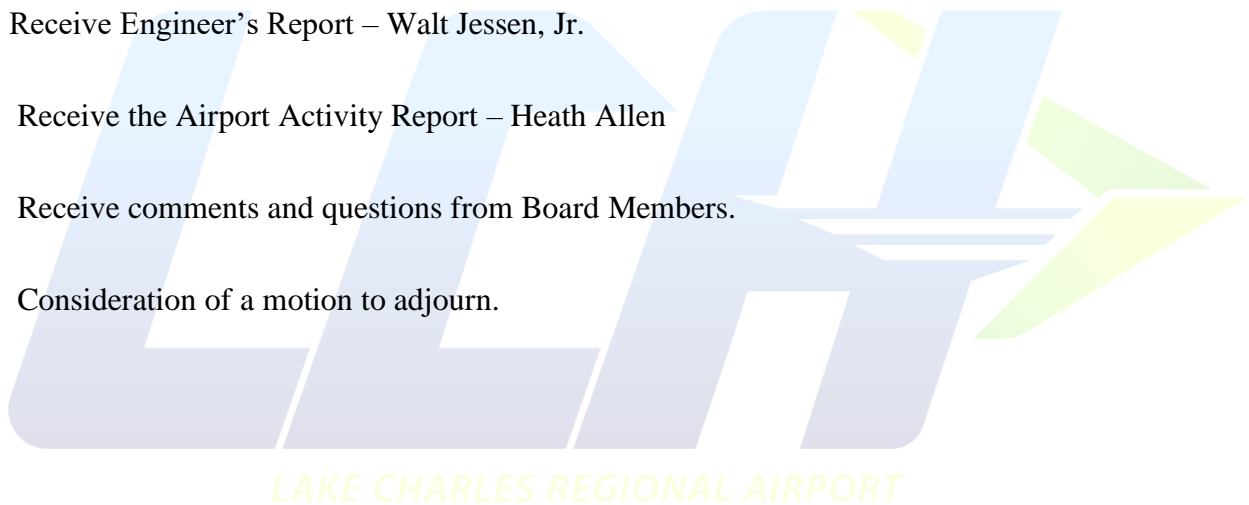 Receive Engineer’s Report – Walt Jessen, Jr.
Receive the Airport Activity Report – Heath Allen
Receive comments and questions from Board Members.
Consideration of a motion to adjourn.
LCH
LAKE CHARLES REGIONAL AIRPORT